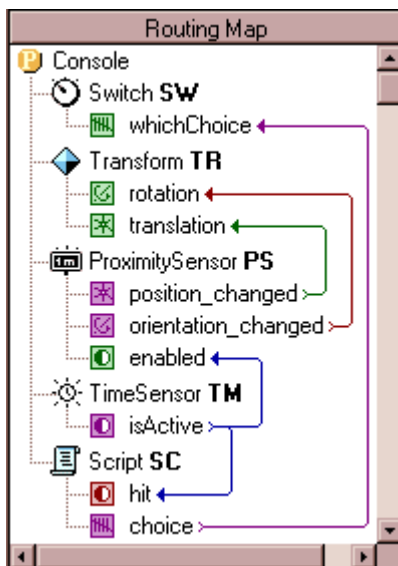 Routing Map
P Console
Switch SW
whichChoice
Transform TR
rotation
translation
1m ProximitySensor PS
position_changed
orientation_changed
enabled
TimeSensor TM
isActive
Script SC
hit
choice